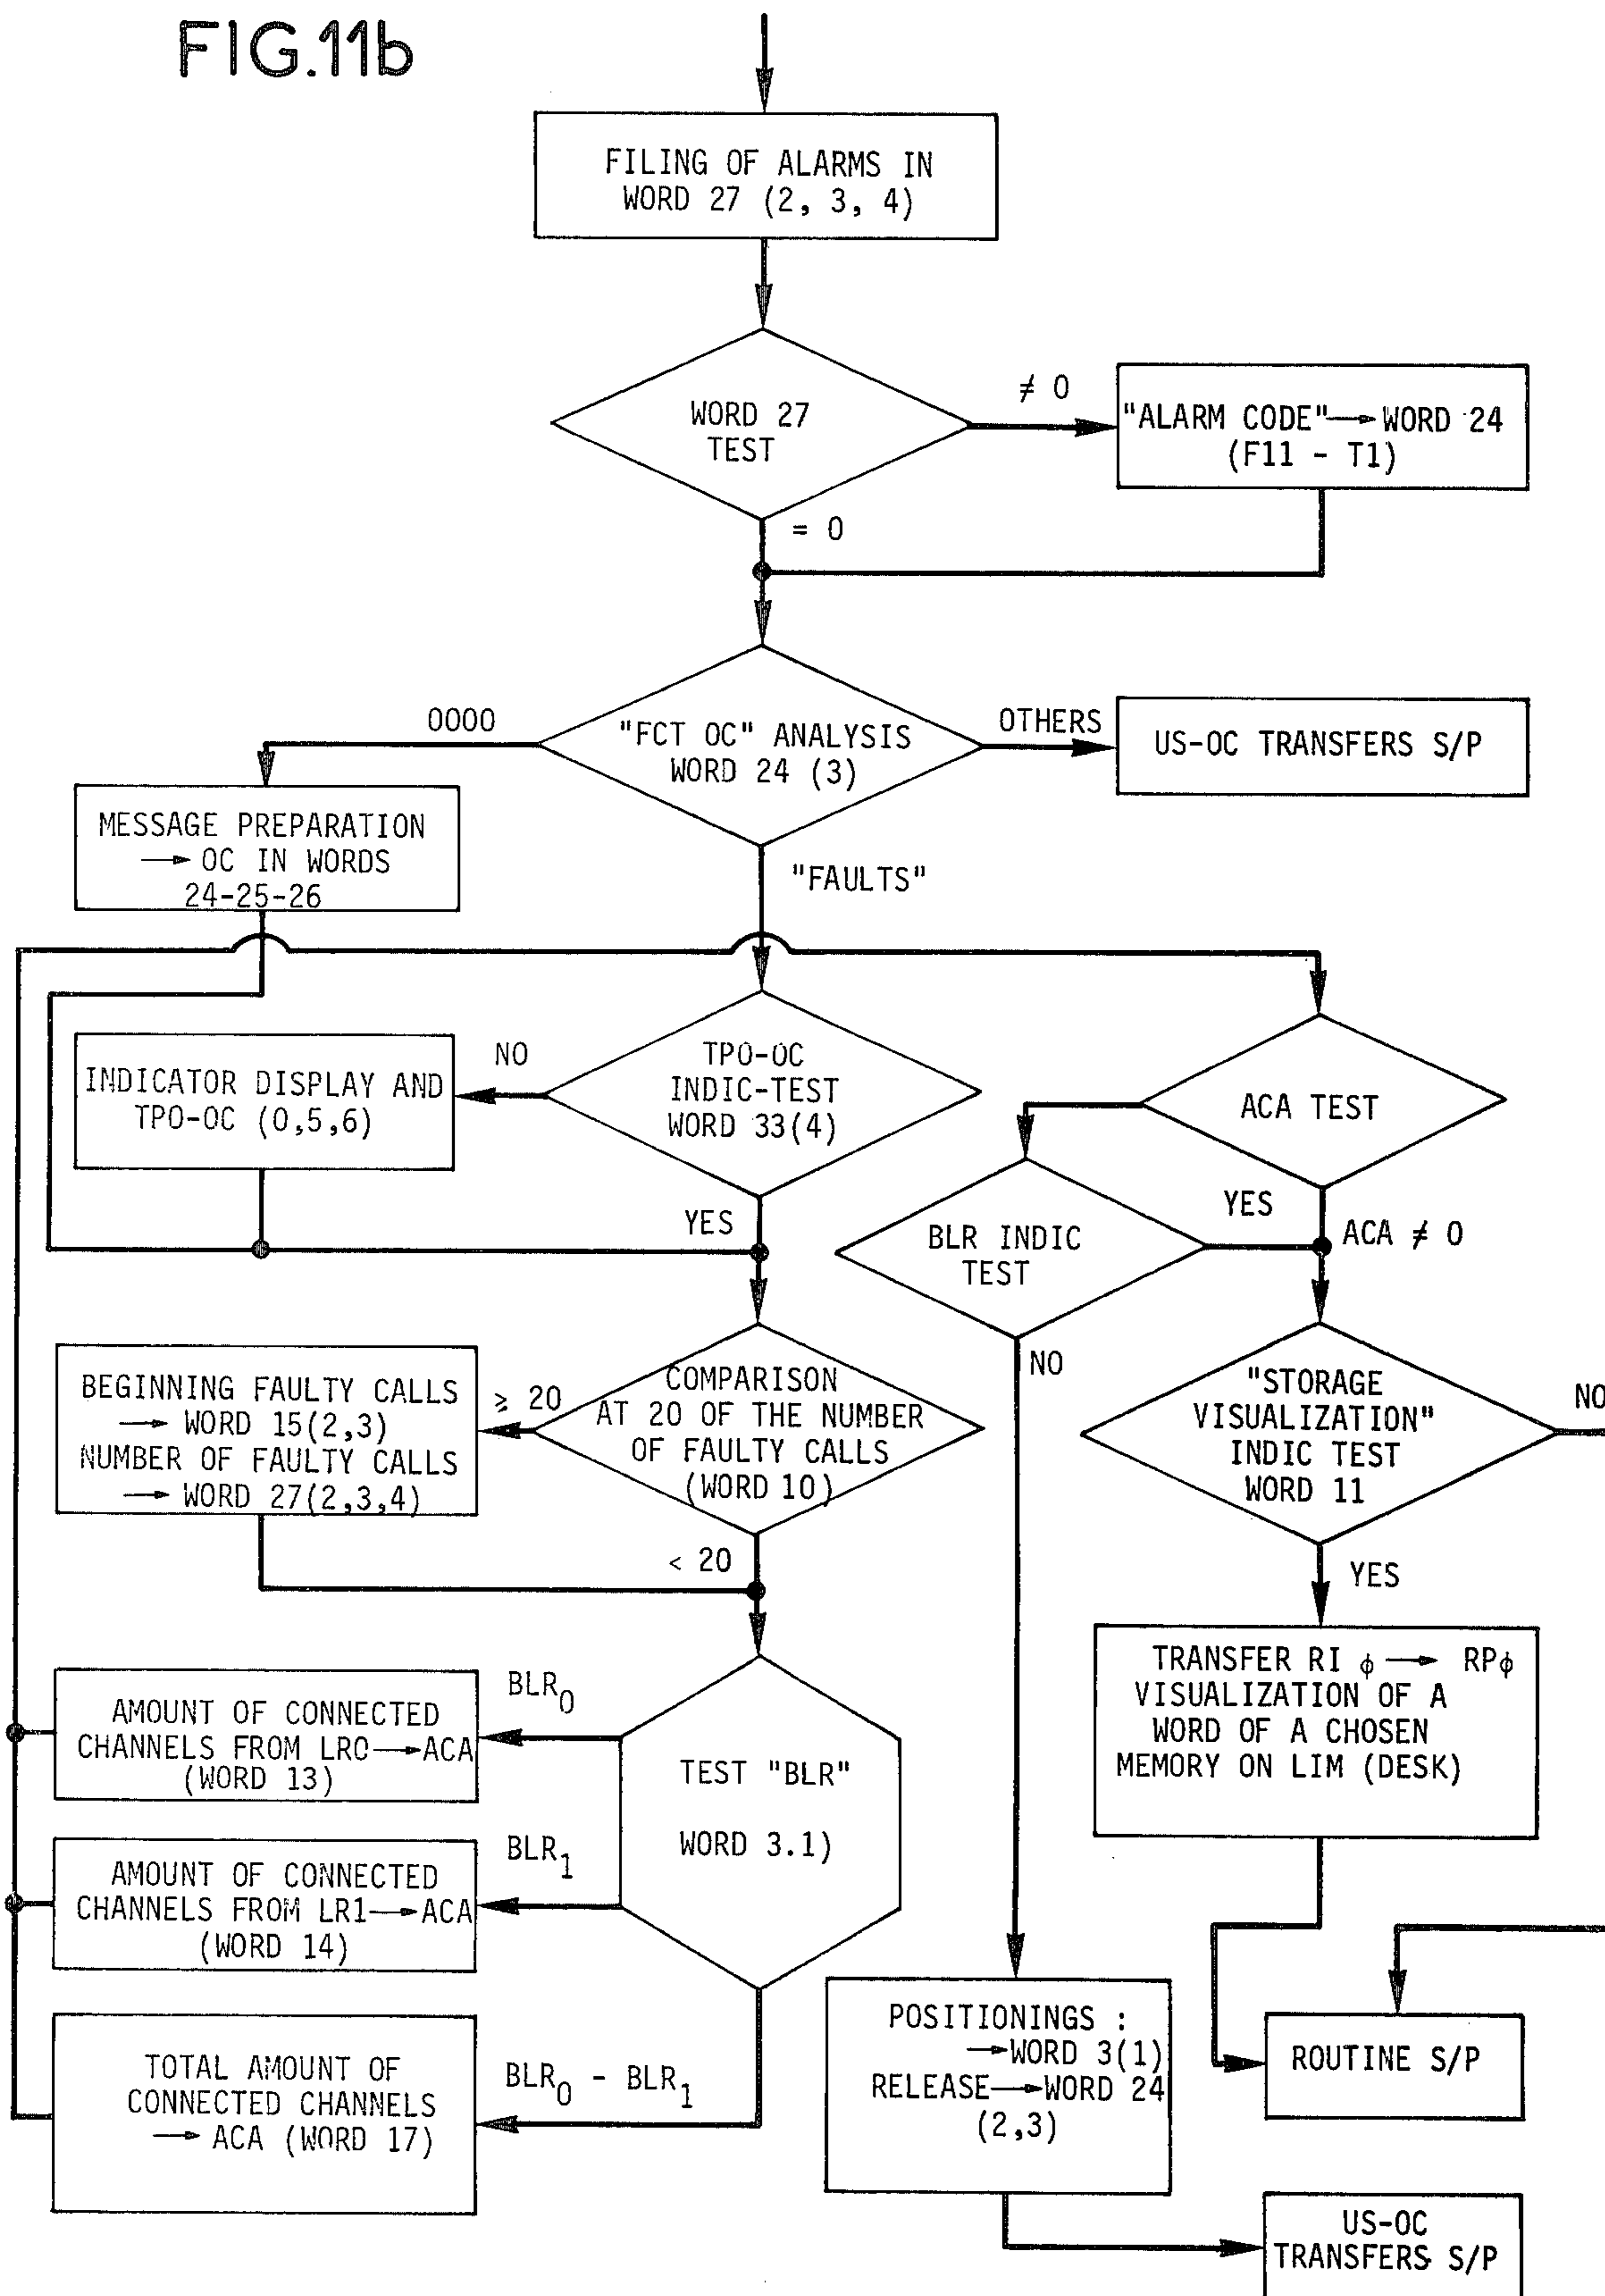 FIG.11b
FILING OF ALARMS IN
WORD 27 (2, 3, 4)
WORD 27
TEST
≠ 0
"ALARM CODE"→ WORD 24
(F11 - T1)
= 0
0000
"FCT OC" ANALYSIS
WORD 24 (3)
OTHERS
US-OC TRANSFERS S/P
MESSAGE PREPARATION
→ OC IN WORDS
24-25-26
"FAULTS"
INDICATOR DISPLAY AND
TPO-OC (0,5,6)
NO
TPO-OC
INDIC-TEST
WORD 33(4)
YES
ACA TEST
BLR INDIC
TEST
YES
ACA ≠ 0
NO
BEGINNING FAULTY CALLS
→ WORD 15(2,3)
NUMBER OF FAULTY CALLS
→ WORD 27(2,3,4)
≥ 20
COMPARISON
AT 20 OF THE NUMBER
OF FAULTY CALLS
(WORD 10)
< 20
"STORAGE
VISUALIZATION"
INDIC TEST
WORD 11
NO
YES
TRANSFER RI ϕ → RPϕ
VISUALIZATION OF A
WORD OF A CHOSEN
MEMORY ON LIM (DESK)
AMOUNT OF CONNECTED
CHANNELS FROM LR0→ACA
(WORD 13)
BLR0
TEST "BLR"
WORD 3.1)
AMOUNT OF CONNECTED
CHANNELS FROM LR1→ACA
(WORD 14)
BLR1
TOTAL AMOUNT OF
CONNECTED CHANNELS
→ ACA (WORD 17)
BLR0 - BLR1
POSITIONINGS :
→WORD 3(1)
RELEASE→WORD 24
(2,3)
ROUTINE S/P
US-OC
TRANSFERS S/P